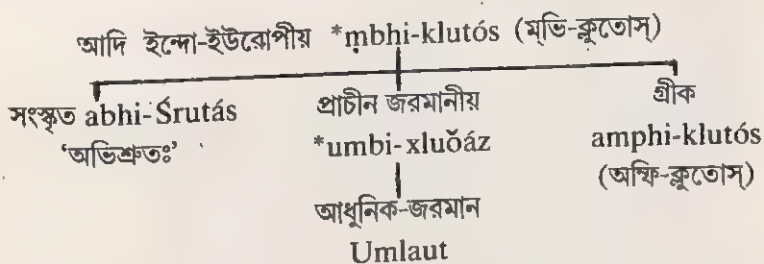 আদি ইন্দো-ইউরোপীয় *m̥bhi-klutós (ম্‌ভি-ক্লুতোস্)
সংস্কৃত abhi-Śrutás
‘অভিশ্রুতঃ’
প্রাচীন জরমানীয়
*umbi-xluŏáz
আধুনিক-জরমান
Umlaut
গ্রীক
amphi-klutós
(অম্ফি-ক্লুতোস্)